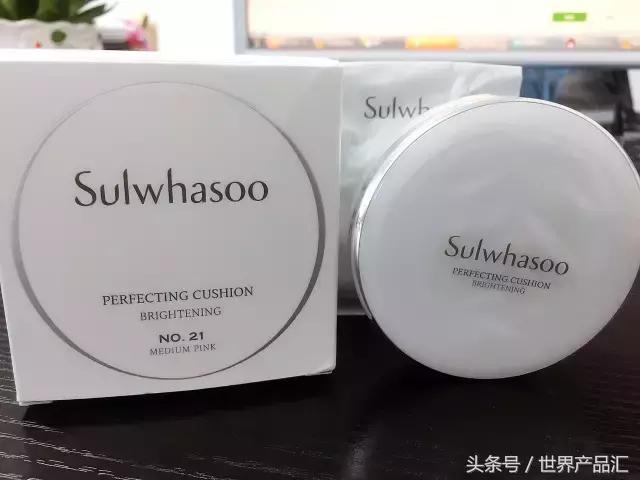 Sulwhasoo
PERFECTING CUSHION
BRIGHTENING
NO. 21
MEDIUM PINK
Sulwhasoo
Sulwhasoo
PERFECTING CUSHION
BRIGHTENING
头条号 / 世界产品汇